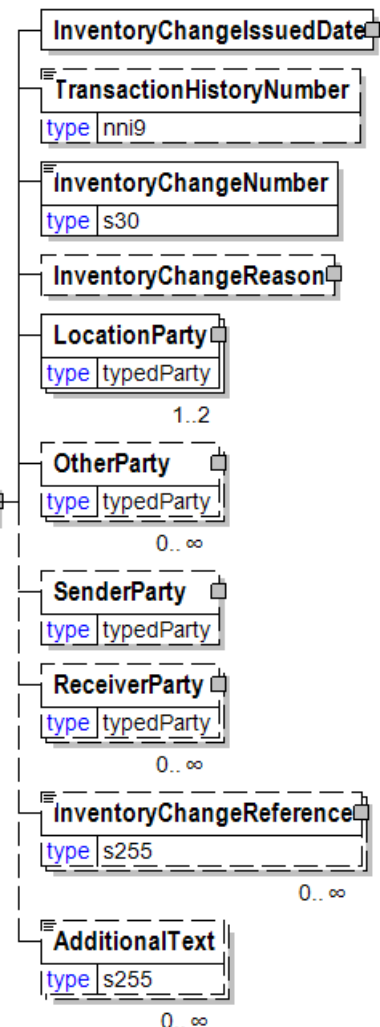 InventoryChangeIssuedDate
TransactionHistoryNumber
type nni9
InventoryChangeNumber
type s30
InventoryChangeReason
LocationParty
type typedParty
1..2
OtherParty
type typedParty
0.. ∞
SenderParty
type typedParty
ReceiverParty
type typedParty
0.. ∞
InventoryChangeReference
type s255
0.. ∞
AdditionalText
type s255
0.. ∞